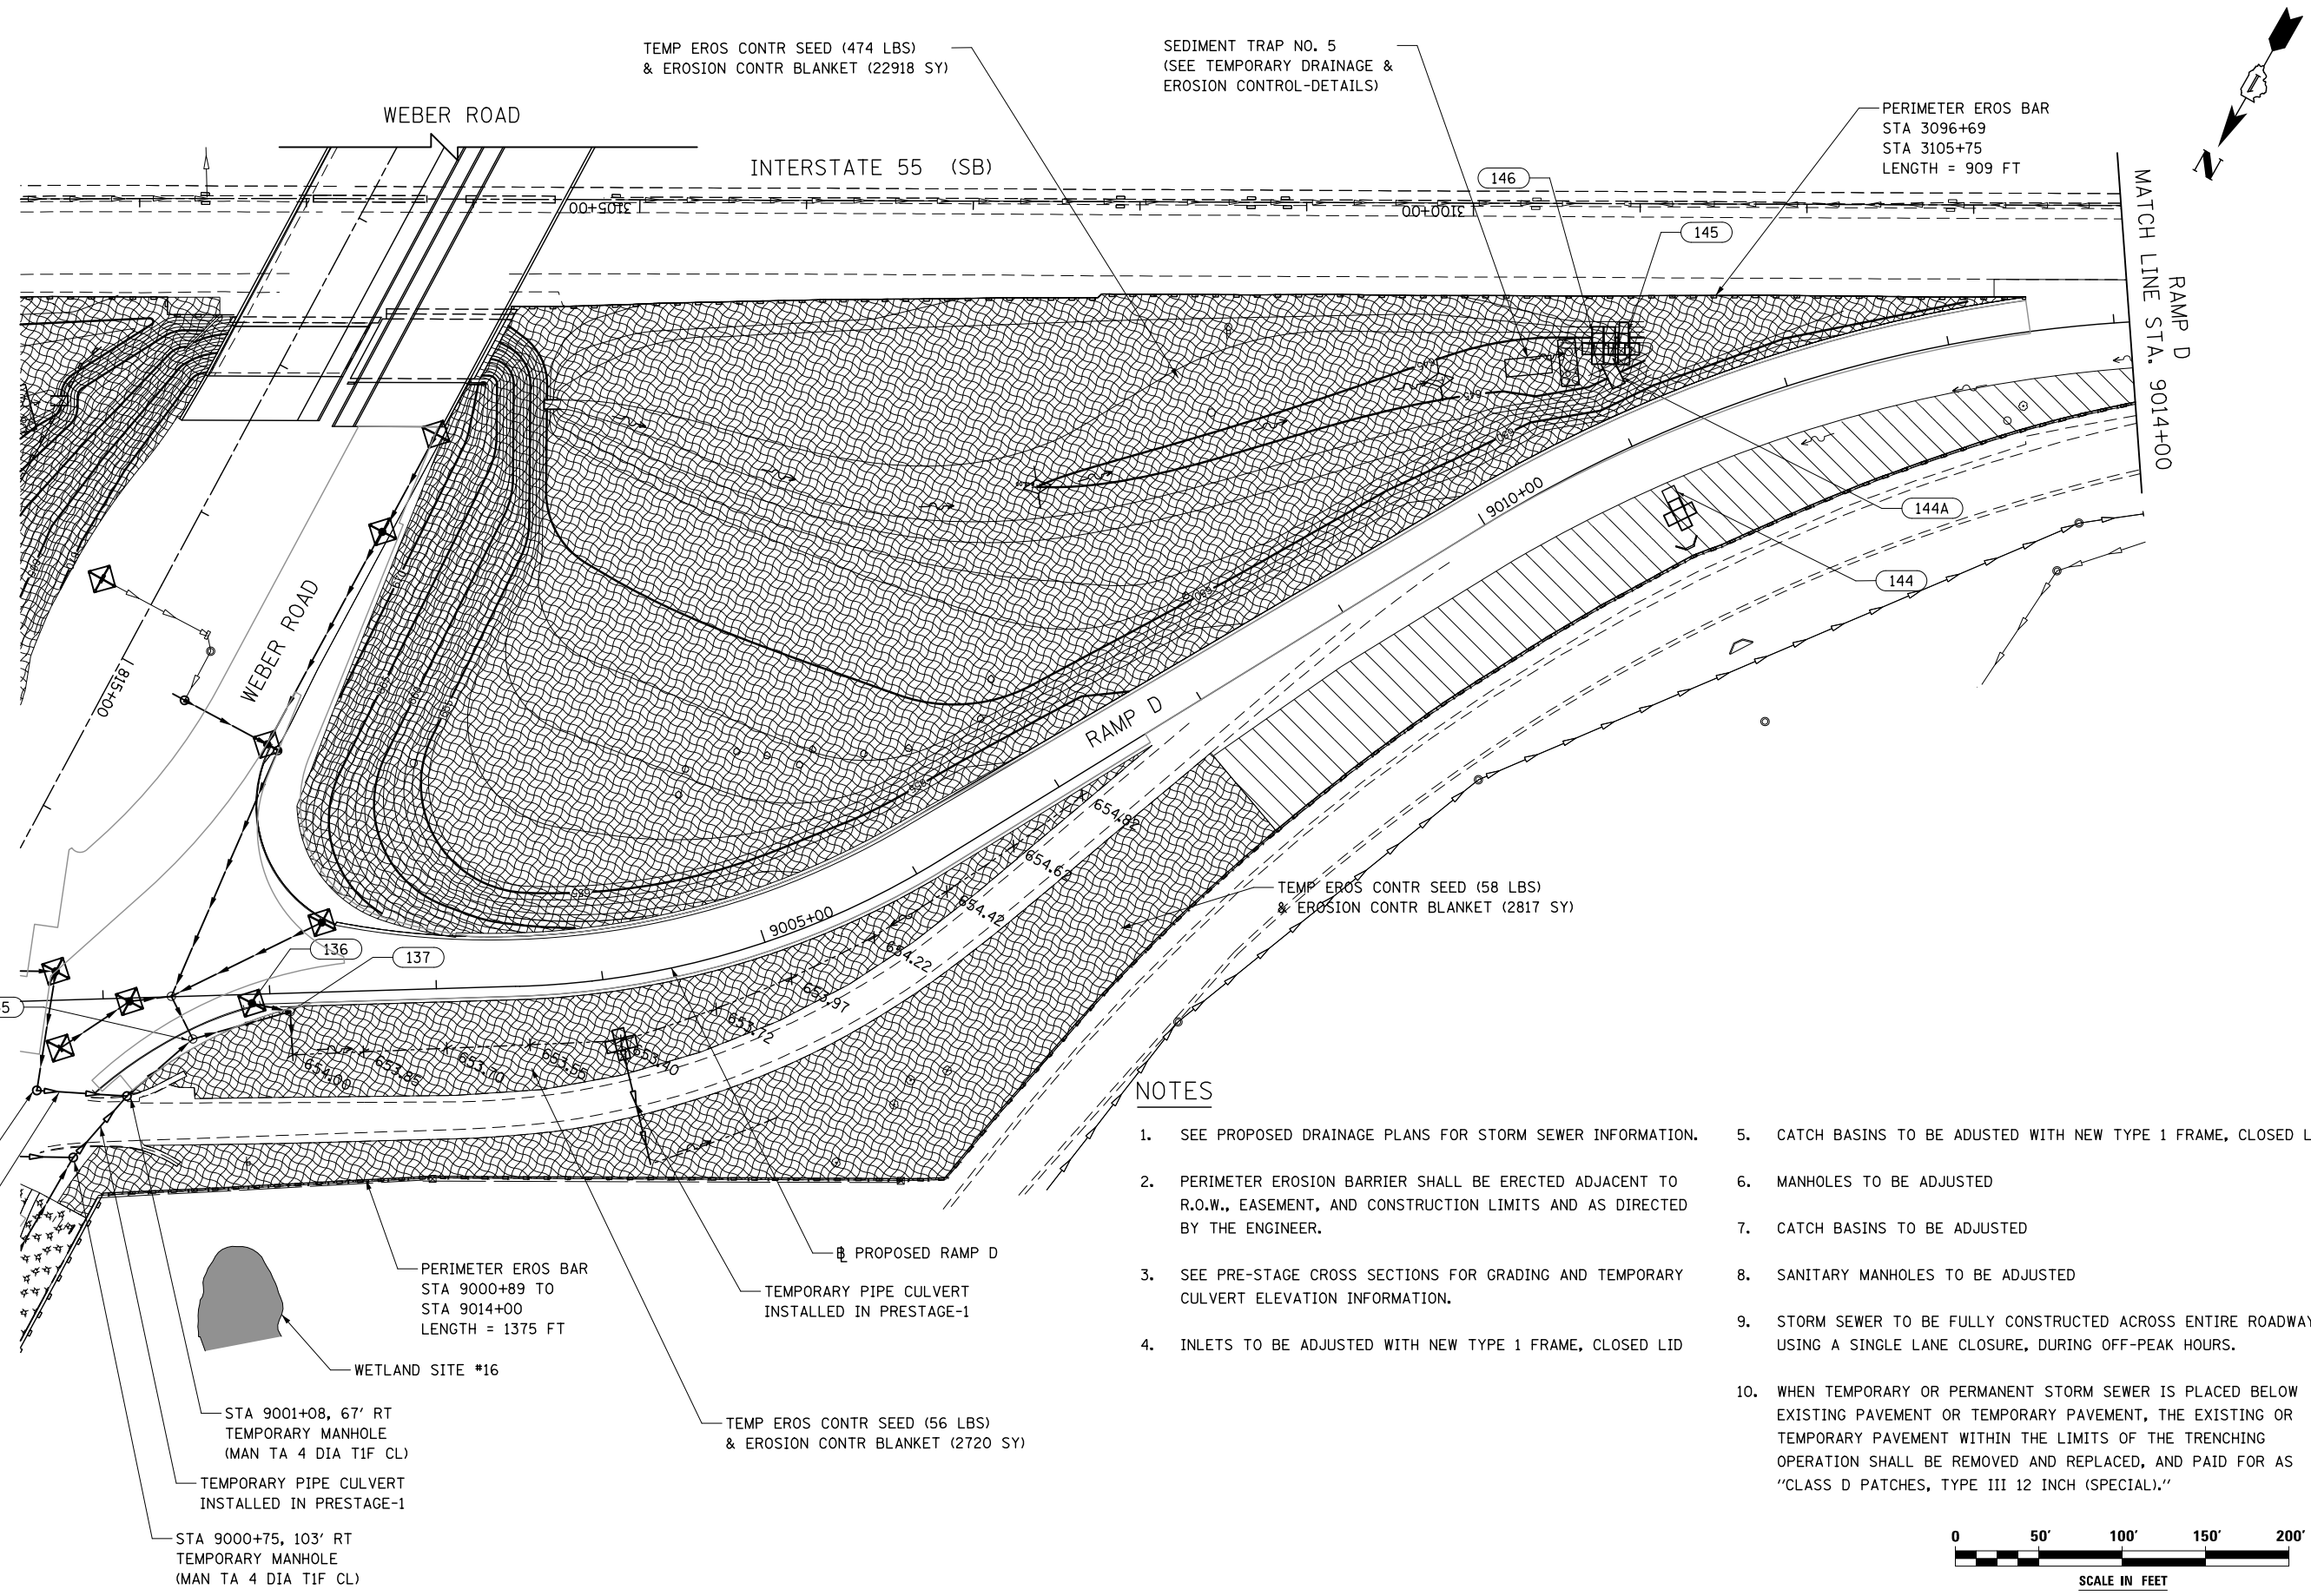 TEMP EROS CONTR SEED (474 LBS)
& EROSION CONTR BLANKET (22918 SY)
SEDIMENT TRAP NO. 5
(SEE TEMPORARY DRAINAGE &
EROSION CONTROL-DETAILS)
PERIMETER EROS BAR
STA 3096+69
STA 3105+75
LENGTH = 909 FT
N
WEBER ROAD
INTERSTATE 55 (SB)
3105+00
3100+00
146
145
MATCH LINE STA. 9014+00
RAMP D
144A
144
9010+00
WEBER ROAD
815+00
RAMP D
9005+00
654.82
654.62
654.42
654.22
653.97
653.72
653.40
653.55
653.70
653.85
654.00
TEMP EROS CONTR SEED (58 LBS)
& EROSION CONTR BLANKET (2817 SY)
136
137
5
PERIMETER EROS BAR
STA 9000+89 TO
STA 9014+00
LENGTH = 1375 FT
WETLAND SITE #16
STA 9001+08, 67' RT
TEMPORARY MANHOLE
(MAN TA 4 DIA T1F CL)
TEMPORARY PIPE CULVERT
INSTALLED IN PRESTAGE-1
STA 9000+75, 103' RT
TEMPORARY MANHOLE
(MAN TA 4 DIA T1F CL)
℄ PROPOSED RAMP D
TEMPORARY PIPE CULVERT
INSTALLED IN PRESTAGE-1
TEMP EROS CONTR SEED (56 LBS)
& EROSION CONTR BLANKET (2720 SY)
NOTES
1. SEE PROPOSED DRAINAGE PLANS FOR STORM SEWER INFORMATION.
2. PERIMETER EROSION BARRIER SHALL BE ERECTED ADJACENT TO
R.O.W., EASEMENT, AND CONSTRUCTION LIMITS AND AS DIRECTED
BY THE ENGINEER.
3. SEE PRE-STAGE CROSS SECTIONS FOR GRADING AND TEMPORARY
CULVERT ELEVATION INFORMATION.
4. INLETS TO BE ADJUSTED WITH NEW TYPE 1 FRAME, CLOSED LID
5. CATCH BASINS TO BE ADUSTED WITH NEW TYPE 1 FRAME, CLOSED L
6. MANHOLES TO BE ADJUSTED
7. CATCH BASINS TO BE ADJUSTED
8. SANITARY MANHOLES TO BE ADJUSTED
9. STORM SEWER TO BE FULLY CONSTRUCTED ACROSS ENTIRE ROADWAY
USING A SINGLE LANE CLOSURE, DURING OFF-PEAK HOURS.
10. WHEN TEMPORARY OR PERMANENT STORM SEWER IS PLACED BELOW
EXISTING PAVEMENT OR TEMPORARY PAVEMENT, THE EXISTING OR
TEMPORARY PAVEMENT WITHIN THE LIMITS OF THE TRENCHING
OPERATION SHALL BE REMOVED AND REPLACED, AND PAID FOR AS
"CLASS D PATCHES, TYPE III 12 INCH (SPECIAL)."
0 50' 100' 150' 200'
SCALE IN FEET